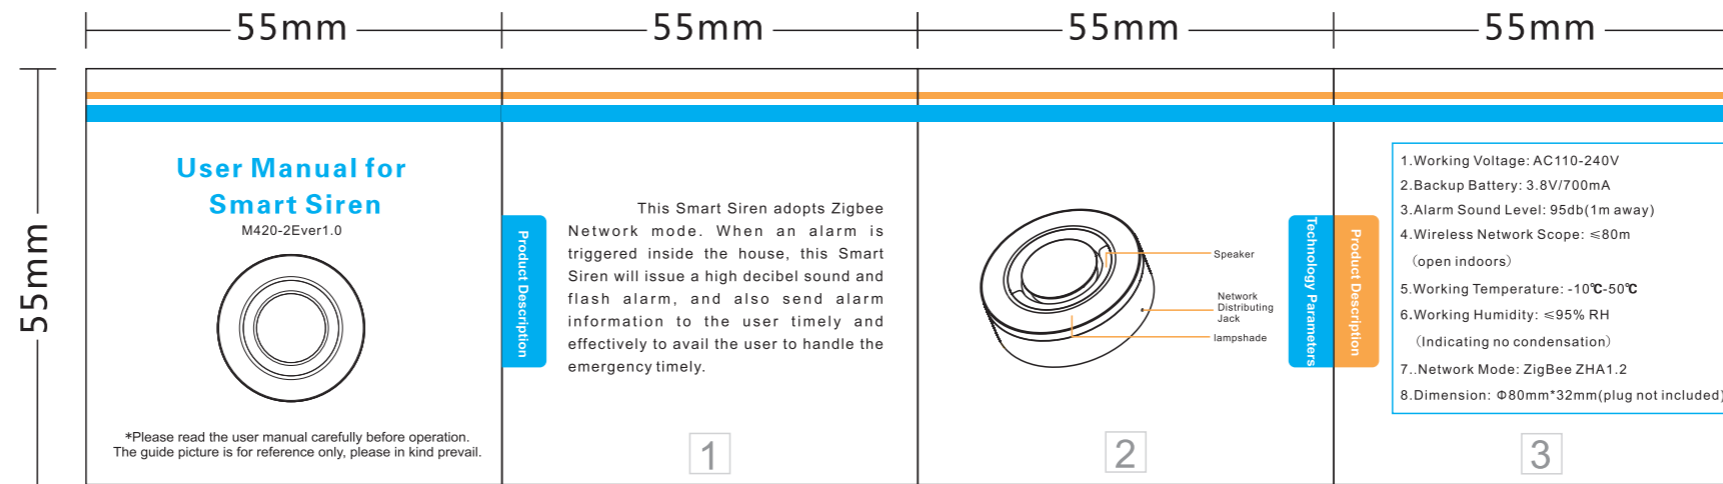 55mm
55mm
55mm
55mm
55mm
User Manual for
Smart Siren
M420-2Ever1.0
*Please read the user manual carefully before operation.
The guide picture is for reference only, please in kind prevail.
Product Description
This Smart Siren adopts Zigbee
Network mode. When an alarm is
triggered inside the house, this Smart
Siren will issue a high decibel sound and
flash alarm, and also send alarm
information to the user timely and
effectively to avail the user to handle the
emergency timely.
1
Speaker
Network
Distributing
Jack
lampshade
Technology Parameters
2
Product Description
1.Working Voltage: AC110-240V
2.Backup Battery: 3.8V/700mA
3.Alarm Sound Level: 95db(1m away)
4.Wireless Network Scope: ≤80m
(open indoors)
5.Working Temperature: -10℃-50℃
6.Working Humidity: ≤95% RH
(Indicating no condensation)
7..Network Mode: ZigBee ZHA1.2
8.Dimension: Φ80mm*32mm(plug not included)
3